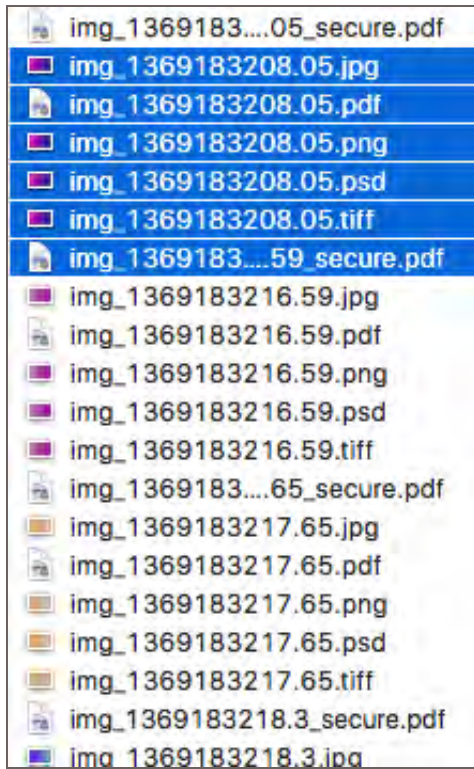 img_1369183....05_secure.pdf
img_1369183208.05.jpg
img_1369183208.05.pdf
img_1369183208.05.png
img_1369183208.05.psd
img_1369183208.05.tiff
img_1369183....59_secure.pdf
img_1369183216.59.jpg
img_1369183216.59.pdf
img_1369183216.59.png
img_1369183216.59.psd
img_1369183216.59.tiff
img_1369183....65_secure.pdf
img_1369183217.65.jpg
img_1369183217.65.pdf
img_1369183217.65.png
img_1369183217.65.psd
img_1369183217.65.tiff
img_1369183218.3_secure.pdf
img_1369183218.3.jpg